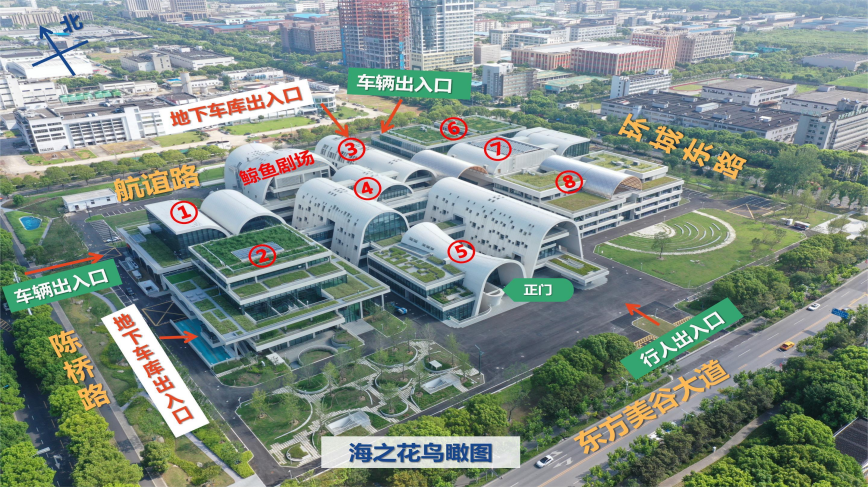 北
车辆出入口
地下车库出入口
⑥
③
⑦
环城东路
鲸鱼剧场
航谊路
④
⑧
①
②
⑤
车辆出入口
正门
地下车库出入口
行人出入口
陈桥路
东方美谷大道
海之花鸟瞰图